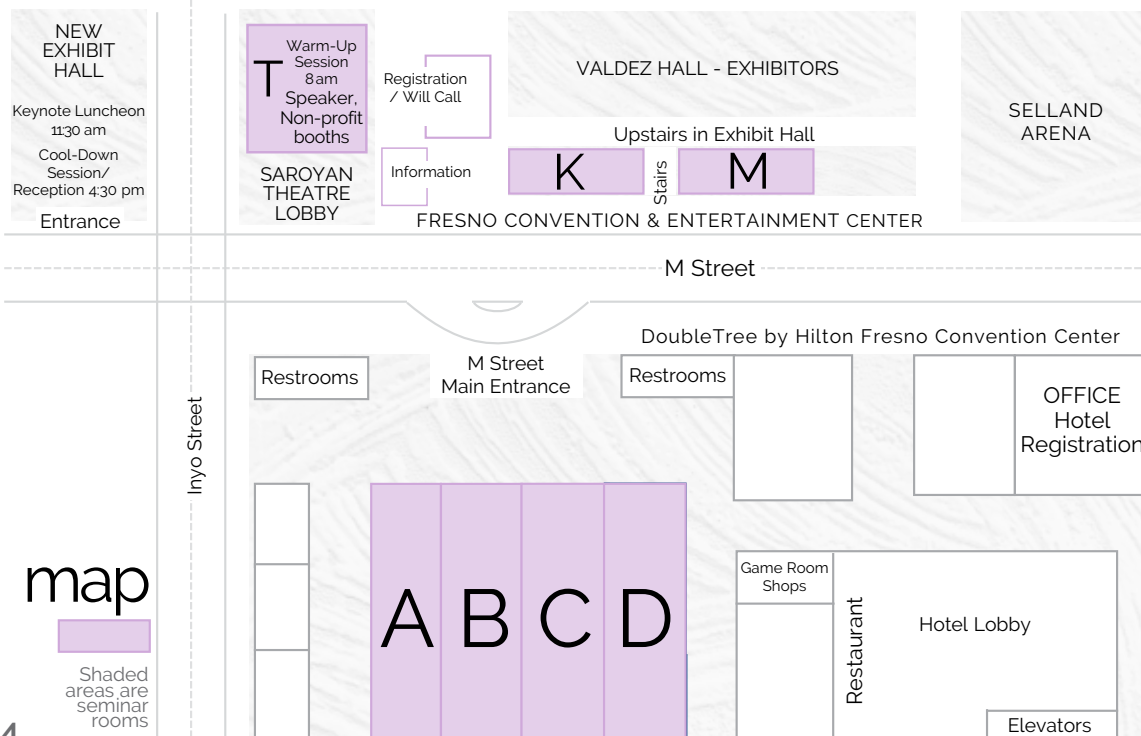 NEW
EXHIBIT
HALL
Keynote Luncheon
11:30 am
Cool-Down
Session/
Reception 4:30 pm
Entrance
T
Warm-Up
Session
8 am
Speaker,
Non-profit
booths
SAROYAN
THEATRE
LOBBY
Registration
/ Will Call
Information
VALDEZ HALL - EXHIBITORS
Upstairs in Exhibit Hall
K
Stairs
M
SELLAND
ARENA
FRESNO CONVENTION & ENTERTAINMENT CENTER
M Street
DoubleTree by Hilton Fresno Convention Center
Restrooms
M Street
Main Entrance
Restrooms
OFFICE
Hotel
Registration
Inyo Street
A B C D
Game Room
Shops
Restaurant
Hotel Lobby
Elevators
map
Shaded
areas are
seminar
rooms
4